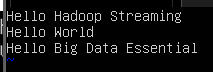 Hello Hadoop Streaming
Hello World
Hello Big Data Essential